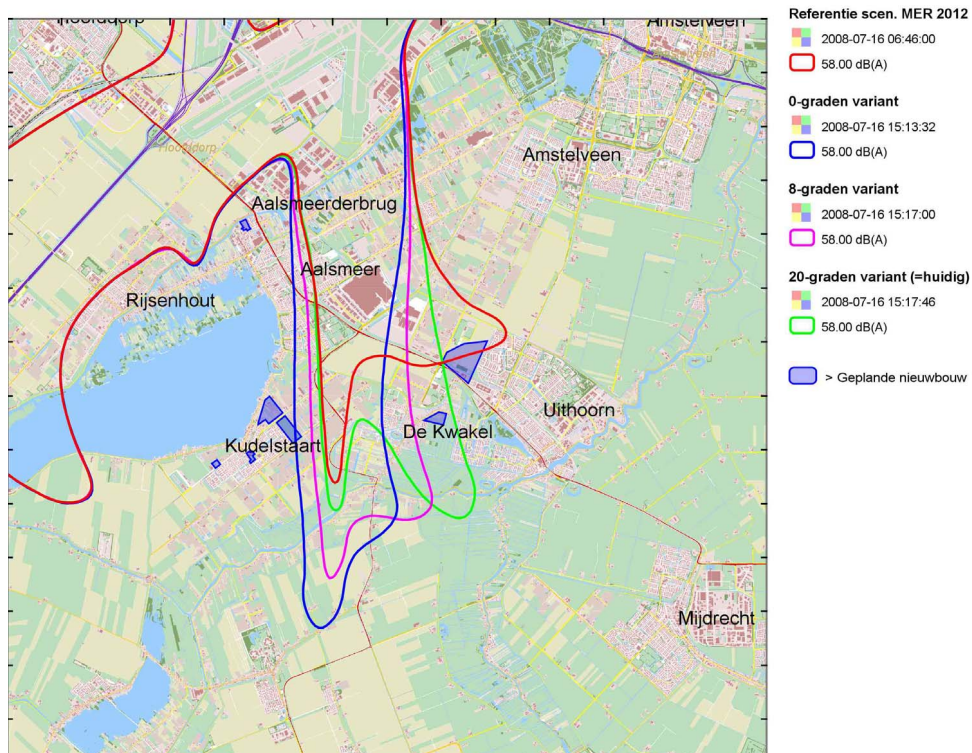 Hoofddorp
Amstelveen
Hoofddorp
Amstelveen
Aalsmeerderbrug
Aalsmeer
Rijsenhout
Uithoorn
De Kwakel
Kudelstaart
Mijdrecht
Referentie scen. MER 2012
2008-07-16 06:46:00
58.00 dB(A)
0-graden variant
2008-07-16 15:13:32
58.00 dB(A)
8-graden variant
2008-07-16 15:17:00
58.00 dB(A)
20-graden variant (=huidig)
2008-07-16 15:17:46
58.00 dB(A)
> Geplande nieuwbouw